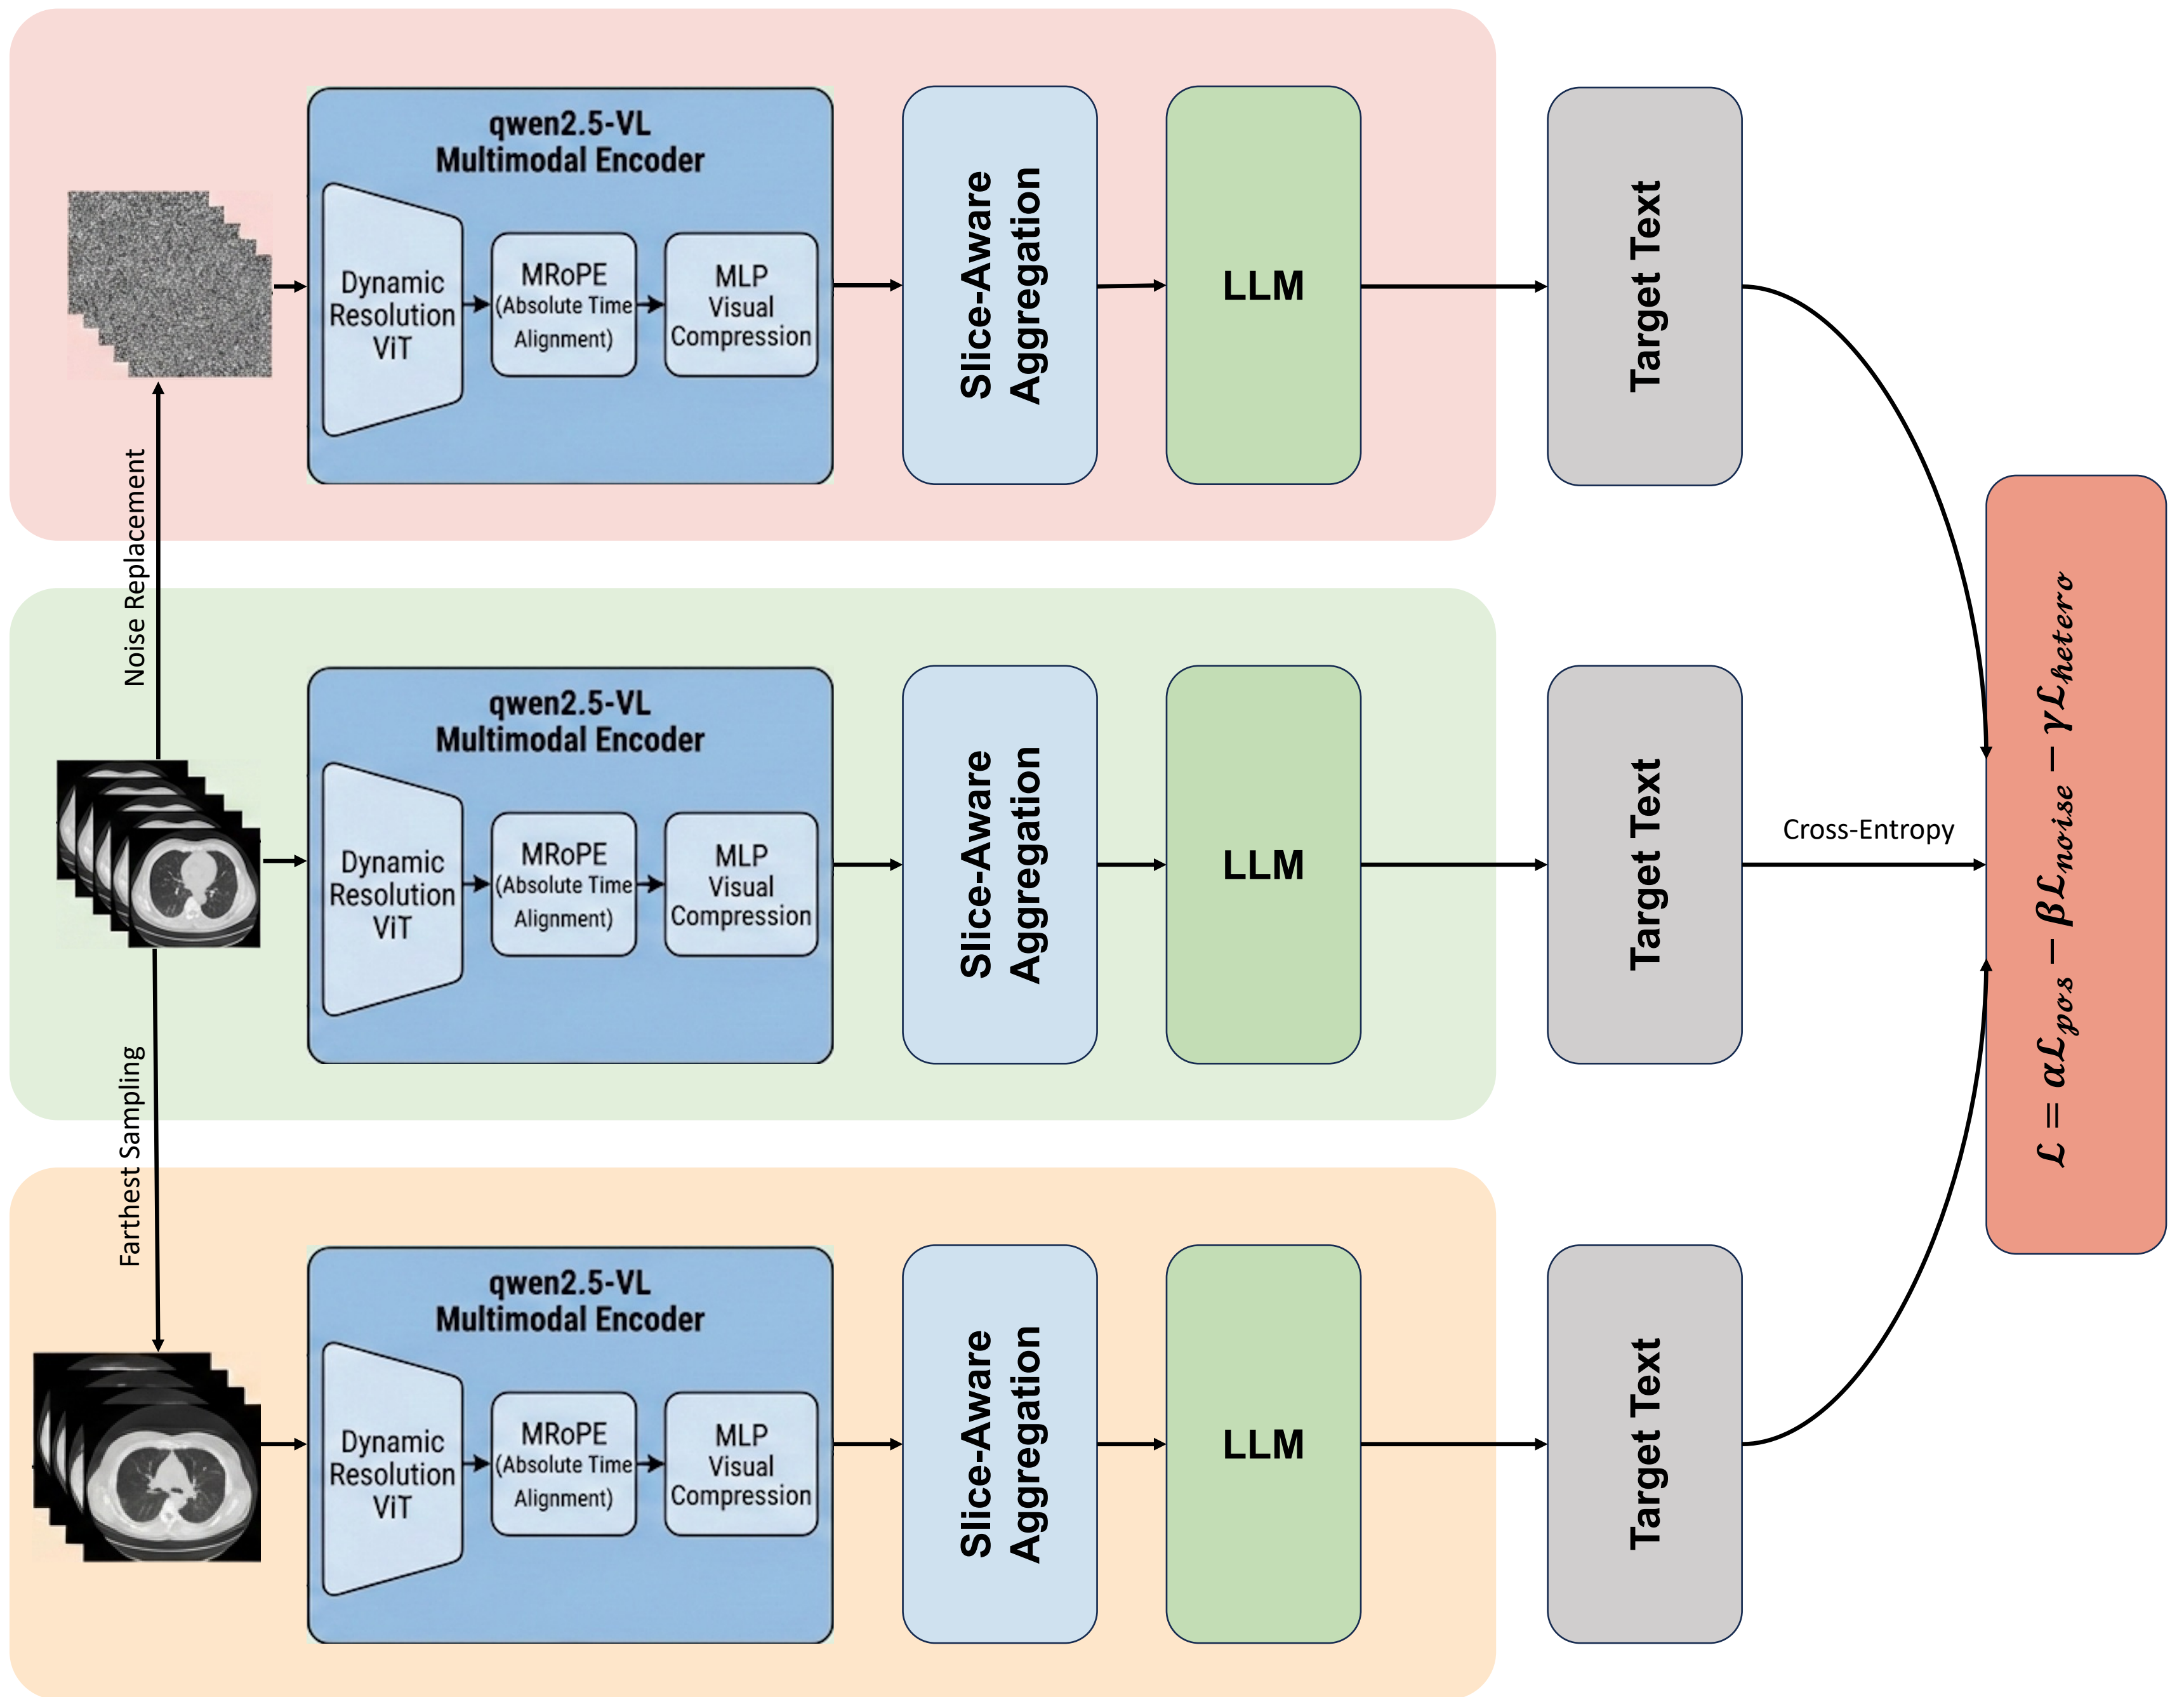 qwen2.5-VL
Multimodal Encoder
Dynamic
Resolution
ViT
MRoPE
(Absolute Time
Alignment)
MLP
Visual
Compression
Slice-Aware
Aggregation
LLM
Target Text
Noise Replacement
qwen2.5-VL
Multimodal Encoder
Dynamic
Resolution
ViT
MRoPE
(Absolute Time
Alignment)
MLP
Visual
Compression
Slice-Aware
Aggregation
LLM
Target Text
Cross-Entropy
ℒ = αℒ_pos − βℒ_noise − γℒ_hetero
Farthest Sampling
qwen2.5-VL
Multimodal Encoder
Dynamic
Resolution
ViT
MRoPE
(Absolute Time
Alignment)
MLP
Visual
Compression
Slice-Aware
Aggregation
LLM
Target Text